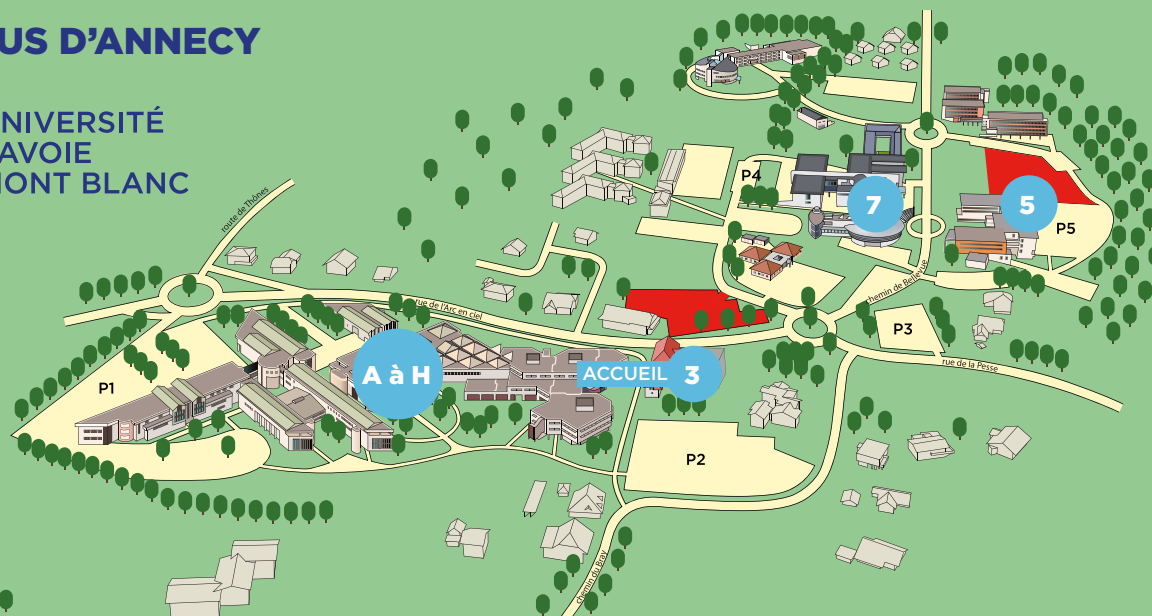 US D'ANNECY
NIVERSITÉ
AVOIE
MONT BLANC
route de Thônes
P4
7
5
P5
chemin de Bellevue
rue de l'Arc en ciel
P3
rue de la Pesse
P1
A à H
ACCUEIL 3
P2
chemin du Bray